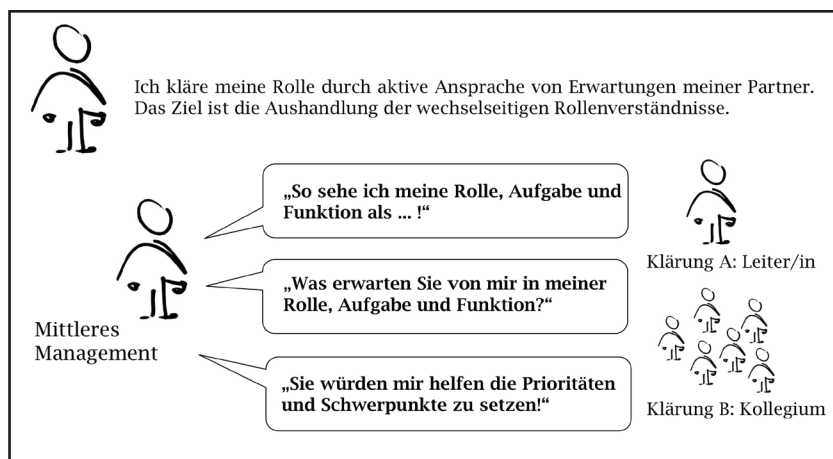 Ich kläre meine Rolle durch aktive Ansprache von Erwartungen meiner Partner.
Das Ziel ist die Aushandlung der wechselseitigen Rollenverständnisse.
„So sehe ich meine Rolle, Aufgabe und
Funktion als ... !“
Klärung A: Leiter/in
„Was erwarten Sie von mir in meiner
Rolle, Aufgabe und Funktion?“
Mittleres
Management
„Sie würden mir helfen die Prioritäten
und Schwerpunkte zu setzen!“
Klärung B: Kollegium